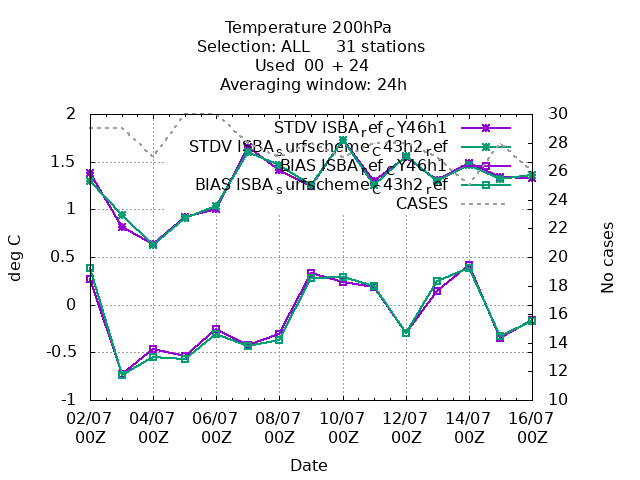 Temperature 200hPa
Selection: ALL 31 stations
Used 00 + 24
Averaging window: 24h
STDV ISBA_ref_CY46h1
STDV ISBA_surfscheme_C43h2_ref
BIAS ISBA_ref_CY46h1
BIAS ISBA_surfscheme_C43h2_ref
CASES
2
1.5
1
0.5
0
-0.5
-1
deg C
30
28
26
24
22
20
18
16
14
12
10
No cases
02/07 04/07 06/07 08/07 10/07 12/07 14/07 16/07
00Z 00Z 00Z 00Z 00Z 00Z 00Z 00Z
Date